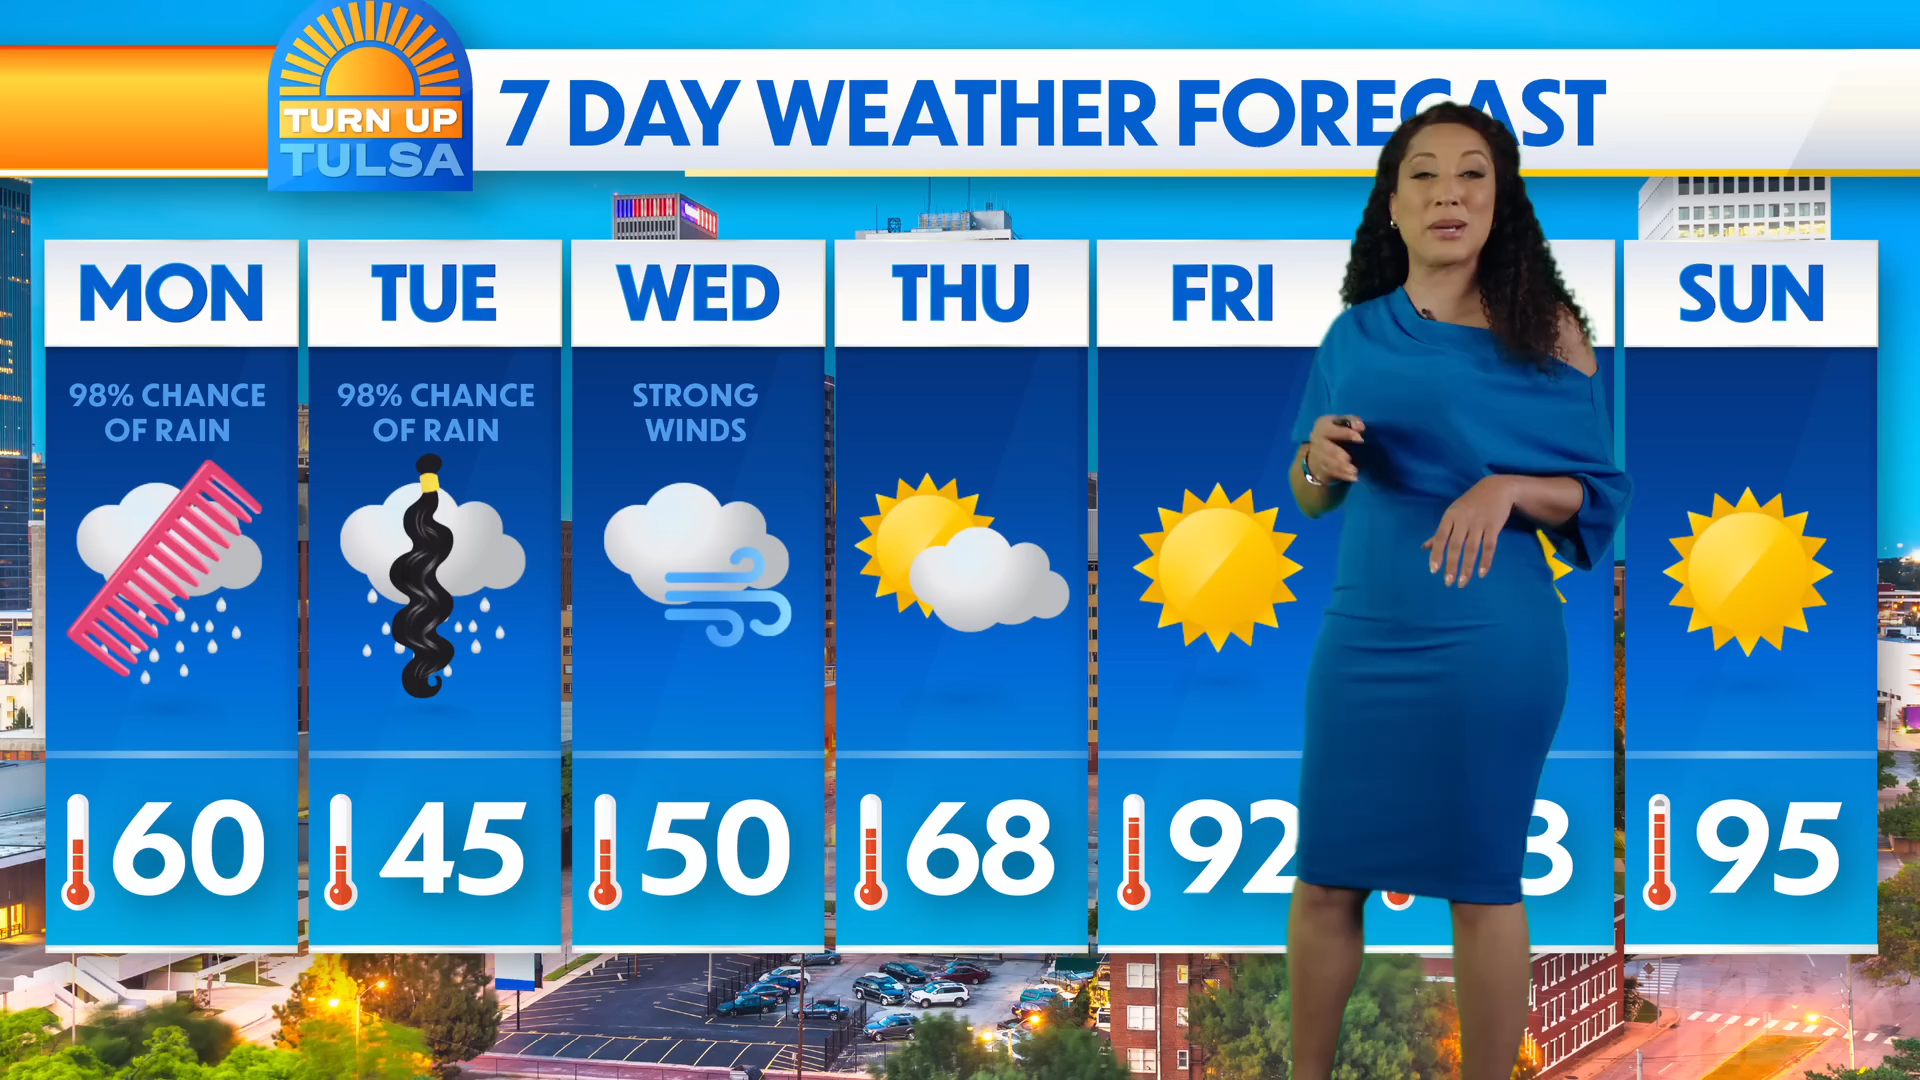 TURN UP
TULSA
7 DAY WEATHER FORECAST
MON
TUE
WED
THU
FRI
SUN
98% CHANCE
OF RAIN
98% CHANCE
OF RAIN
STRONG
WINDS
60
45
50
68
92
3
95